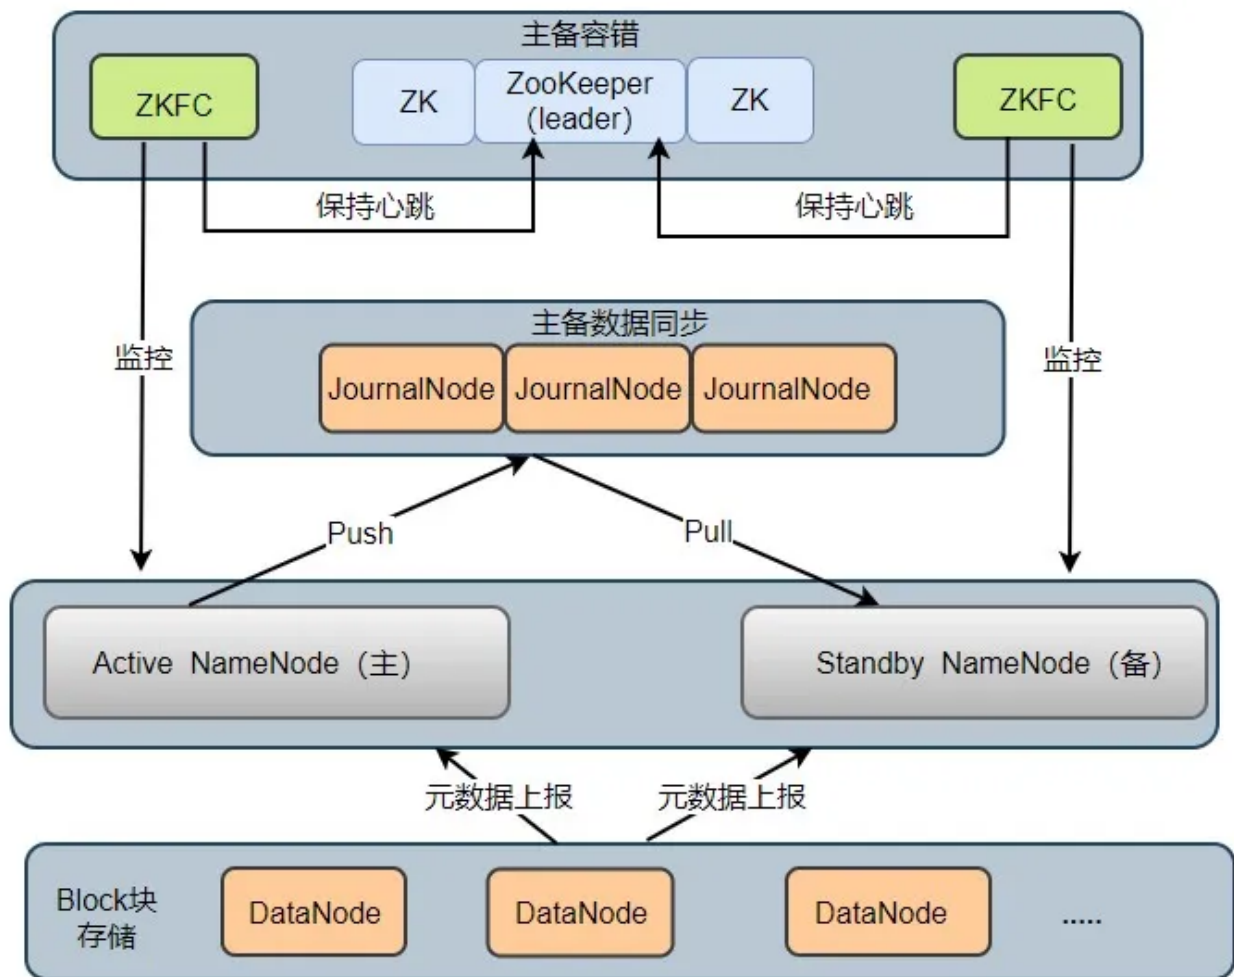 主备容错
ZKFC
ZK
ZooKeeper
（leader）
ZK
ZKFC
保持心跳
保持心跳
主备数据同步
监控
监控
JournalNode
JournalNode
JournalNode
Push
Pull
Active NameNode（主）
Standby NameNode（备）
元数据上报
元数据上报
Block块
存储
DataNode
DataNode
DataNode
.....